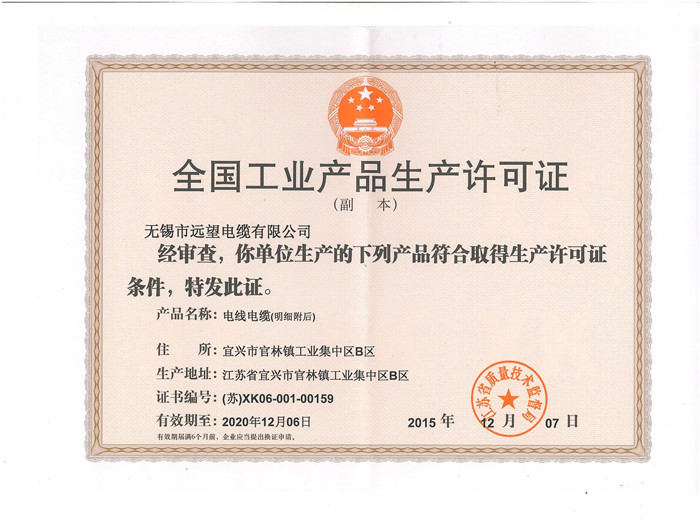 全国工业产品生产许可证
(副 本)
无锡市远望电缆有限公司
经审查，你单位生产的下列产品符合取得生产许可证
条件，特发此证。
产品名称：电线电缆(明细附后)
住 所：宜兴市官林镇工业集中区B区
生产地址：江苏省宜兴市官林镇工业集中区B区
证书编号：(苏)XK06-001-00159
有效期至：2020年12月06日
有效期届满6个月前，企业应当提出换证申请。
江苏省质量技术监督局
2015 年 12 月 07 日